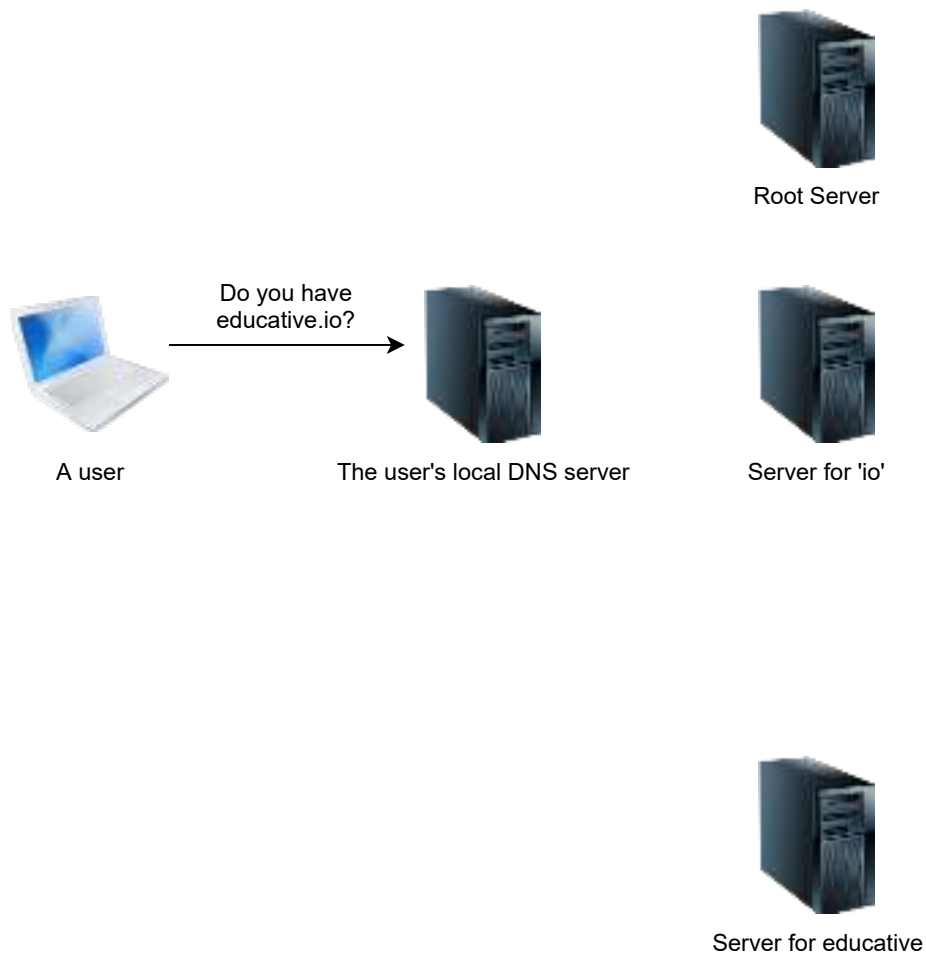 Root Server
Do you have
educative.io?
A user
The user's local DNS server
Server for 'io'
Server for educative